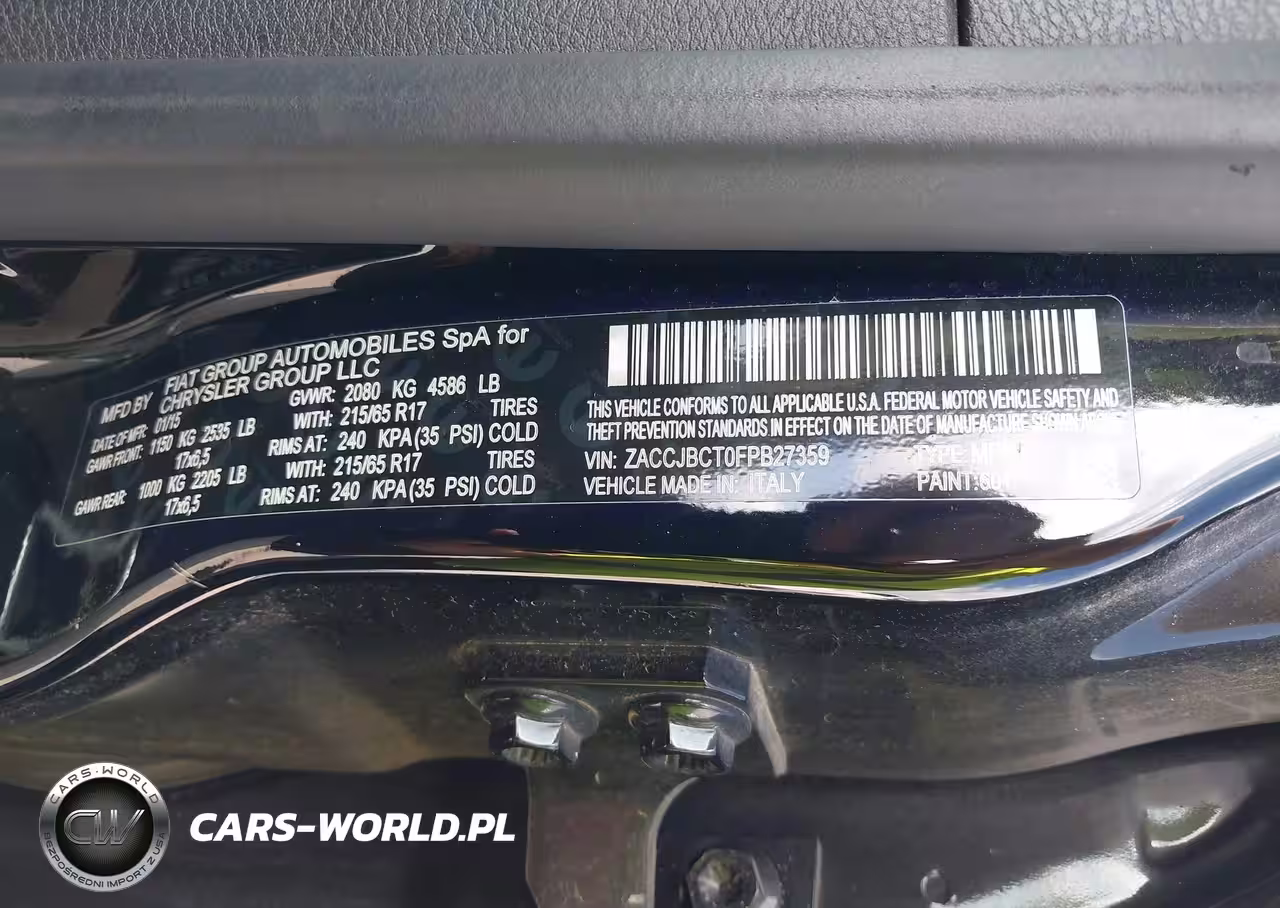 MFD BY FIAT GROUP AUTOMOBILES SpA for
CHRYSLER GROUP LLC
DATE OF MFR: 01/15 GVWR: 2080 KG 4586 LB
GAWR FRONT: 1150 KG 2535 LB WITH: 215/65 R17 TIRES
17x6,5 RIMS AT: 240 KPA (35 PSI) COLD
GAWR REAR: 1000 KG 2205 LB WITH: 215/65 R17 TIRES
17x6,5 RIMS AT: 240 KPA (35 PSI) COLD
THIS VEHICLE CONFORMS TO ALL APPLICABLE U.S.A. FEDERAL MOTOR VEHICLE SAFETY AND
THEFT PREVENTION STANDARDS IN EFFECT ON THE DATE OF MANUFACTURE SHOWN ABOVE
VIN: ZACCJBCT0FPB27359 TYPE:
VEHICLE MADE IN: ITALY PAINT:
CARS-WORLD
CW
BEZPOŚREDNI IMPORT Z USA
CARS-WORLD.PL